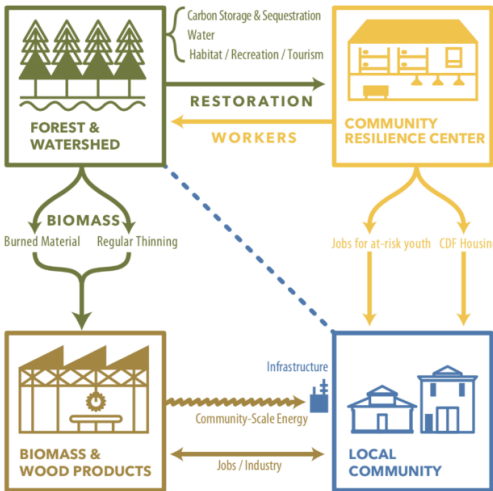 Carbon Storage & Sequestration
Water
Habitat / Recreation / Tourism
RESTORATION
WORKERS
FOREST &
WATERSHED
COMMUNITY
RESILIENCE CENTER
BIOMASS
Burned Material
Regular Thinning
Jobs for at-risk youth
CDF Housin
Infrastructure
Community-Scale Energy
Jobs / Industry
BIOMASS &
WOOD PRODUCTS
LOCAL
COMMUNITY